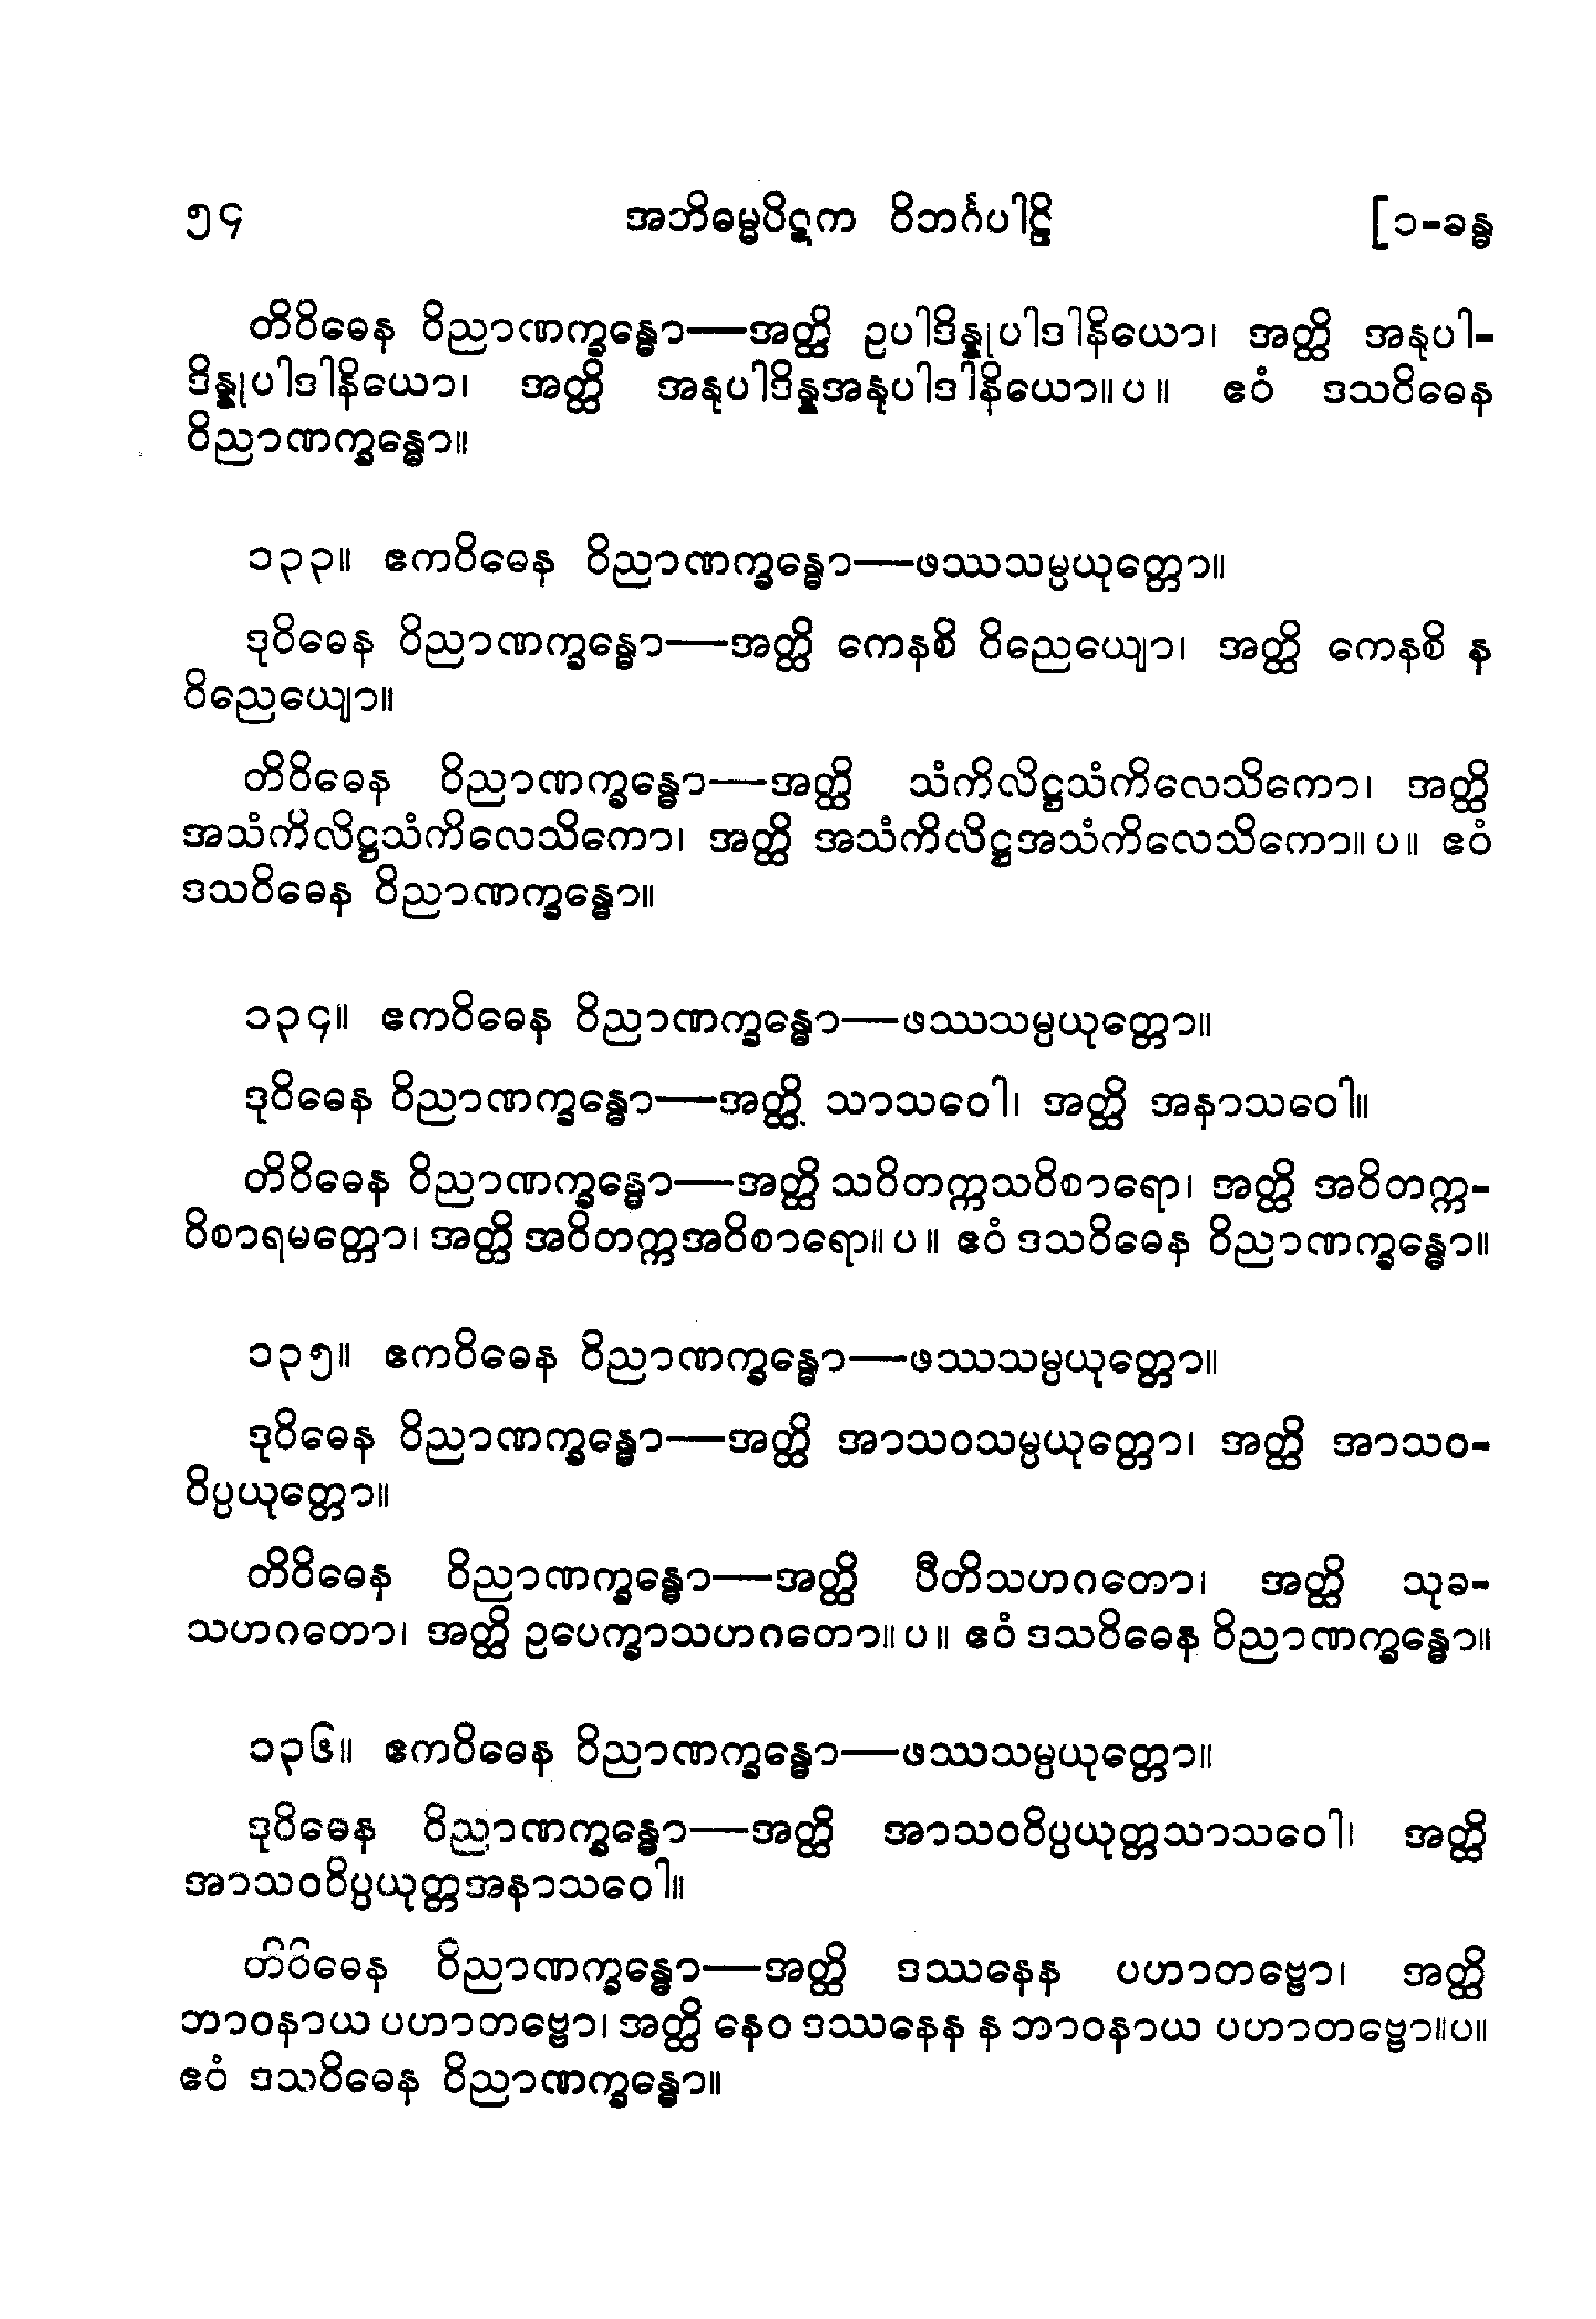 ၅၄ အဘိဓမ္မပိဋက ဝိဘင်္ဂပါဠိ [၁-ခန္ဓ
တိဝိဓေန ဝိညာဏက္ခန္ဓော—အတ္ထိ ဥပါဒိန္နုပါဒါနိယော၊ အတ္ထိ အနုပါ-
ဒိန္နုပါဒါနိယော၊ အတ္ထိ အနုပါဒိန္နအနုပါဒါနိယော။ ပ ။ ဧဝံ ဒသဝိဓေန
ဝိညာဏက္ခန္ဓော။
၁၃၃။ ဧကဝိဓေန ဝိညာဏက္ခန္ဓော—ဖဿသမ္ပယုတ္တော။
ဒုဝိဓေန ဝိညာဏက္ခန္ဓော—အတ္ထိ ကေနစိ ဝိညေယျော၊ အတ္ထိ ကေနစိ န
ဝိညေယျော။
တိဝိဓေန ဝိညာဏက္ခန္ဓော—အတ္ထိ သံကိလိဋ္ဌသံကိလေသိကော၊ အတ္ထိ
အသံကိလိဋ္ဌသံကိလေသိကော၊ အတ္ထိ အသံကိလိဋ္ဌအသံကိလေသိကော။ ပ ။ ဧဝံ
ဒသဝိဓေန ဝိညာဏက္ခန္ဓော။
၁၃၄။ ဧကဝိဓေန ဝိညာဏက္ခန္ဓော—ဖဿသမ္ပယုတ္တော။
ဒုဝိဓေန ဝိညာဏက္ခန္ဓော—အတ္ထိ သာသဝေါ၊ အတ္ထိ အနာသဝေါ။
တိဝိဓေန ဝိညာဏက္ခန္ဓော—အတ္ထိ သဝိတက္ကသဝိစာရော၊ အတ္ထိ အဝိတက္က-
ဝိစာရမတ္တော၊ အတ္ထိ အဝိတက္ကအဝိစာရော။ ပ ။ ဧဝံ ဒသဝိဓေန ဝိညာဏက္ခန္ဓော။
၁၃၅။ ဧကဝိဓေန ဝိညာဏက္ခန္ဓော—ဖဿသမ္ပယုတ္တော။
ဒုဝိဓေန ဝိညာဏက္ခန္ဓော—အတ္ထိ အာသဝသမ္ပယုတ္တော၊ အတ္ထိ အာသဝ-
ဝိပ္ပယုတ္တော။
တိဝိဓေန ဝိညာဏက္ခန္ဓော—အတ္ထိ ပီတိသဟဂတော၊ အတ္ထိ သုခ-
သဟဂတော၊ အတ္ထိ ဥပေက္ခာသဟဂတော။ ပ ။ ဧဝံ ဒသဝိဓေန ဝိညာဏက္ခန္ဓော။
၁၃၆။ ဧကဝိဓေန ဝိညာဏက္ခန္ဓော—ဖဿသမ္ပယုတ္တော။
ဒုဝိဓေန ဝိညာဏက္ခန္ဓော—အတ္ထိ အာသဝဝိပ္ပယုတ္တသာသဝေါ၊ အတ္ထိ
အာသဝဝိပ္ပယုတ္တအနာသဝေါ။
တိဝိဓေန ဝိညာဏက္ခန္ဓော—အတ္ထိ ဒဿနေန ပဟာတဗ္ဗော၊ အတ္ထိ
ဘာဝနာယ ပဟာတဗ္ဗော၊ အတ္ထိ နေဝ ဒဿနေန န ဘာဝနာယ ပဟာတဗ္ဗော။ပ။
ဧဝံ ဒသဝိဓေန ဝိညာဏက္ခန္ဓော။